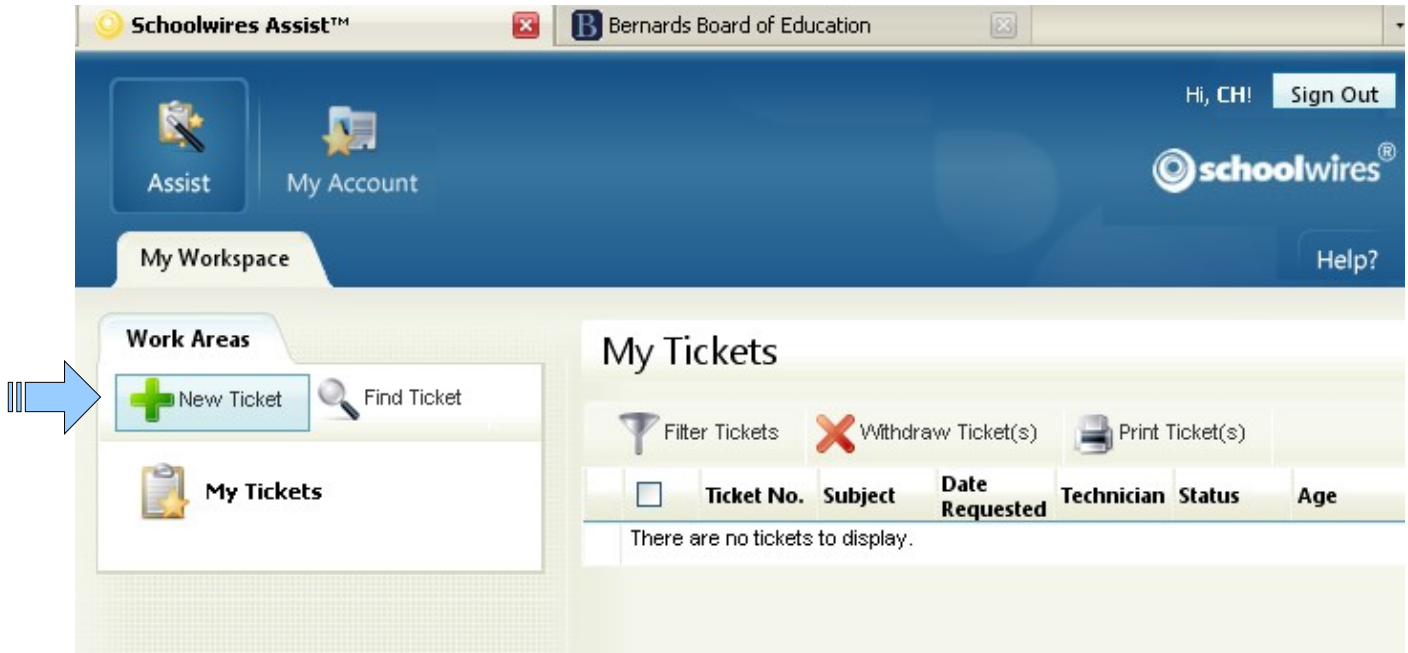 Schoolwires Assist™ Bernards Board of Education
Hi, CH! Sign Out
Assist My Account
schoolwires®
My Workspace Help?
Work Areas
My Tickets
New Ticket Find Ticket
Filter Tickets Withdraw Ticket(s) Print Ticket(s)
My Tickets
Ticket No. Subject Date Requested Technician Status Age
There are no tickets to display.